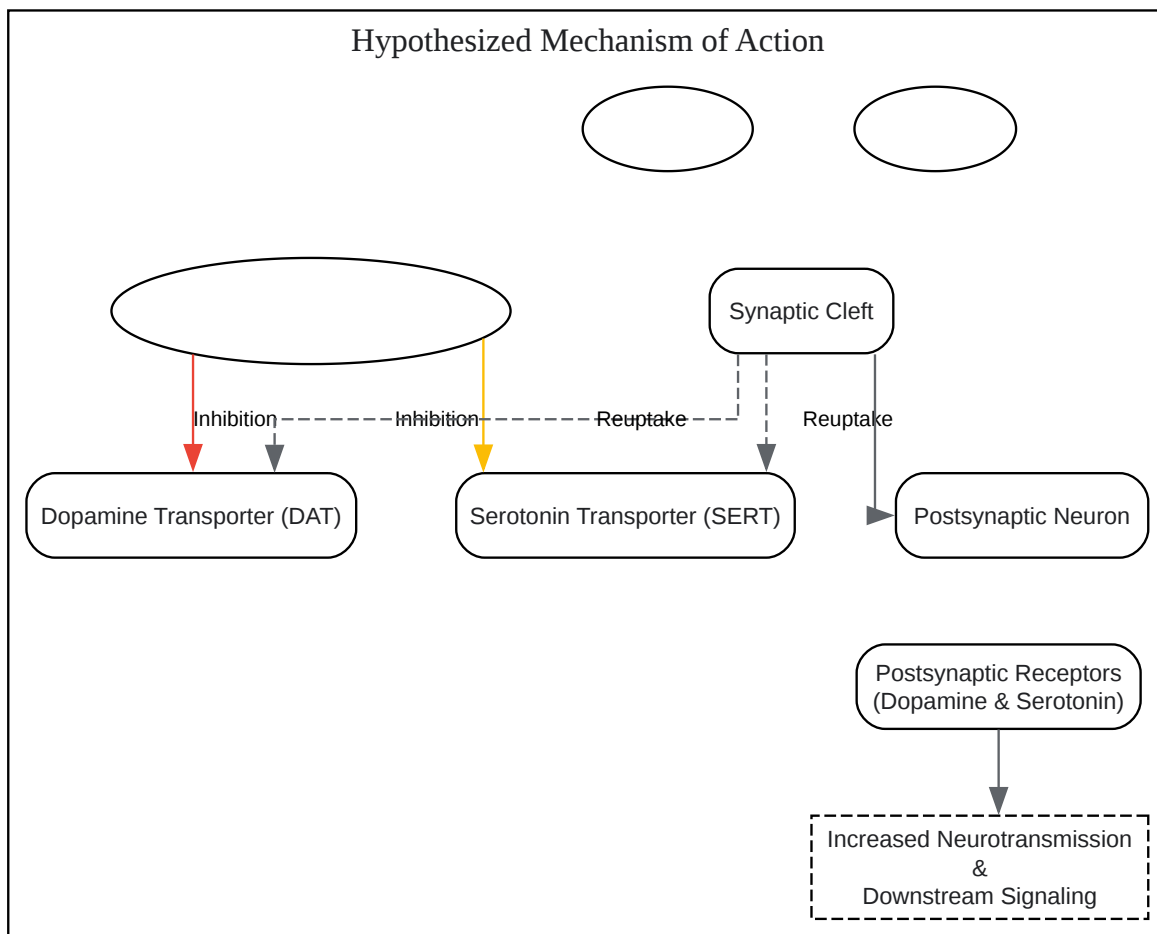 Hypothesized Mechanism of Action
Synaptic Cleft
Inhibition
Inhibition
Reuptake
Reuptake
Dopamine Transporter (DAT)
Serotonin Transporter (SERT)
Postsynaptic Neuron
Postsynaptic Receptors
(Dopamine & Serotonin)
Increased Neurotransmission
&
Downstream Signaling